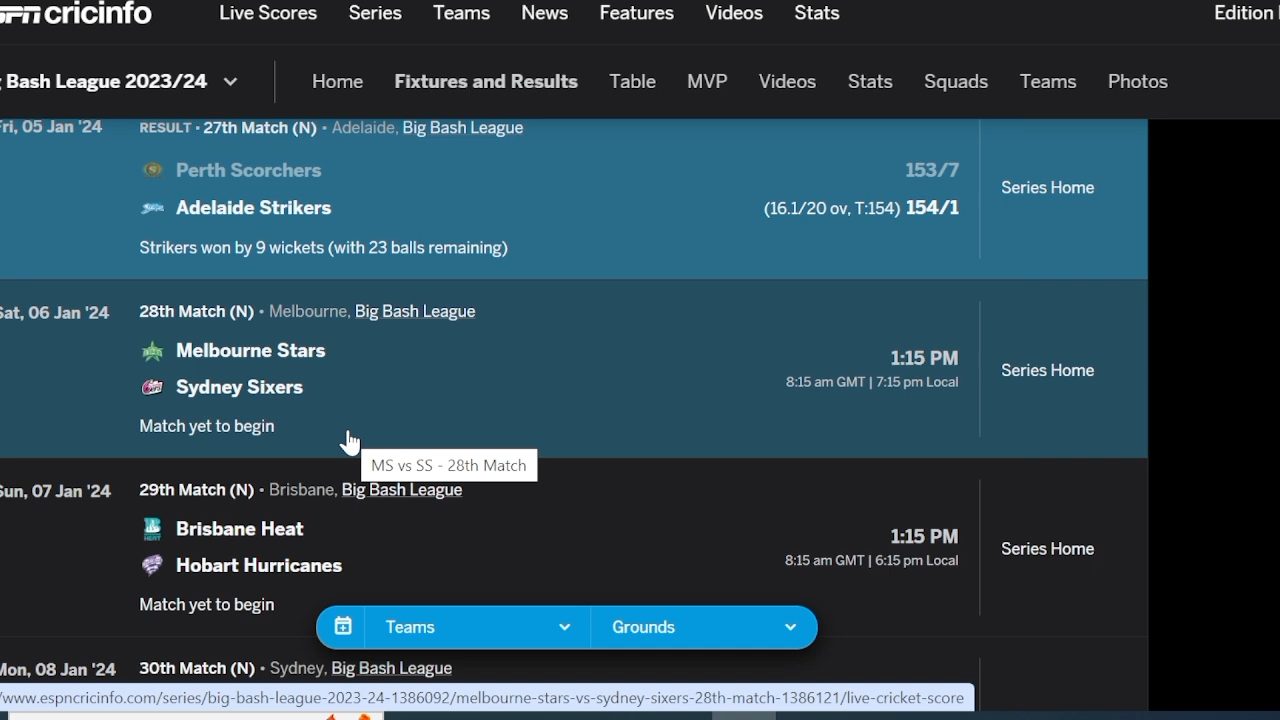 cricinfo Live Scores Series Teams News Features Videos Stats Edition
Bash League 2023/24 Home Fixtures and Results Table MVP Videos Stats Squads Teams Photos
Fri, 05 Jan '24 RESULT • 27th Match (N) • Adelaide, Big Bash League
Perth Scorchers 153/7
Series Home
Adelaide Strikers (16.1/20 ov, T:154) 154/1
Strikers won by 9 wickets (with 23 balls remaining)
Sat, 06 Jan '24 28th Match (N) • Melbourne, Big Bash League
Melbourne Stars 1:15 PM
Series Home
Sydney Sixers 8:15 am GMT | 7:15 pm Local
Match yet to begin
MS vs SS - 28th Match
Sun, 07 Jan '24 29th Match (N) • Brisbane, Big Bash League
Brisbane Heat 1:15 PM
Series Home
Hobart Hurricanes 8:15 am GMT | 6:15 pm Local
Match yet to begin
Teams Grounds
Mon, 08 Jan '24 30th Match (N) • Sydney, Big Bash League
/www.espncricinfo.com/series/big-bash-league-2023-24-1386092/melbourne-stars-vs-sydney-sixers-28th-match-1386121/live-cricket-score